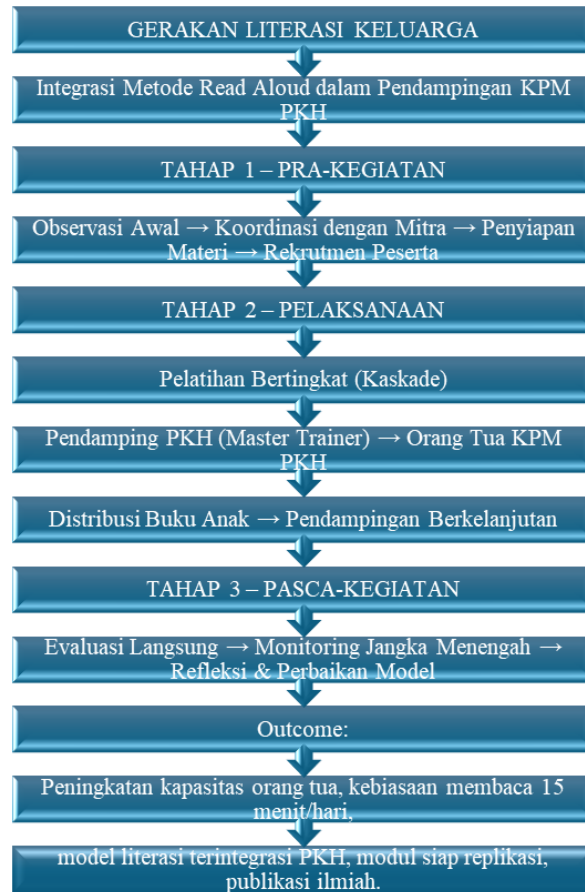 GERAKAN LITERASI KELUARGA
Integrasi Metode Read Aloud dalam Pendampingan KPM
PKH
TAHAP 1 – PRA-KEGIATAN
Observasi Awal → Koordinasi dengan Mitra → Penyiapan
Materi → Rekrutmen Peserta
TAHAP 2 – PELAKSANAAN
Pelatihan Bertingkat (Kaskade)
Pendamping PKH (Master Trainer) → Orang Tua KPM
PKH
Distribusi Buku Anak → Pendampingan Berkelanjutan
TAHAP 3 – PASCA-KEGIATAN
Evaluasi Langsung → Monitoring Jangka Menengah →
Refleksi & Perbaikan Model
Outcome:
Peningkatan kapasitas orang tua, kebiasaan membaca 15
menit/hari,
model literasi terintegrasi PKH, modul siap replikasi,
publikasi ilmiah.